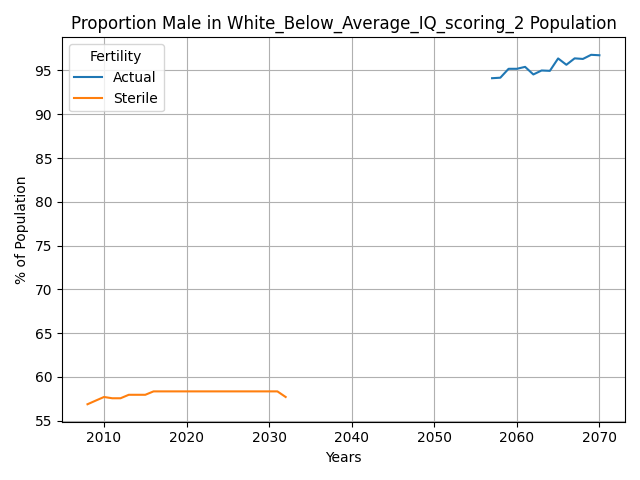 Proportion Male in White_Below_Average_IQ_scoring_2 Population
Fertility
Actual
Sterile
% of Population
95
90
85
80
75
70
65
60
55
2010
2020
2030
2040
2050
2060
2070
Years